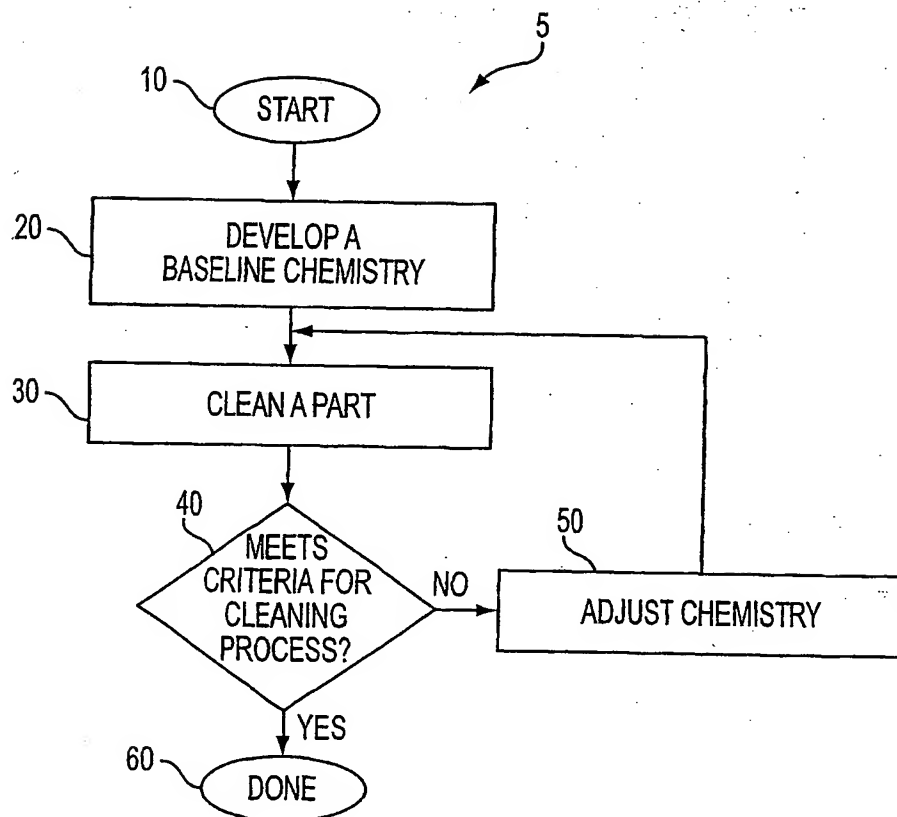 5
10
START
20
DEVELOP A
BASELINE CHEMISTRY
30
CLEAN A PART
40
MEETS
CRITERIA FOR
CLEANING
PROCESS?
NO
50
ADJUST CHEMISTRY
YES
60
DONE